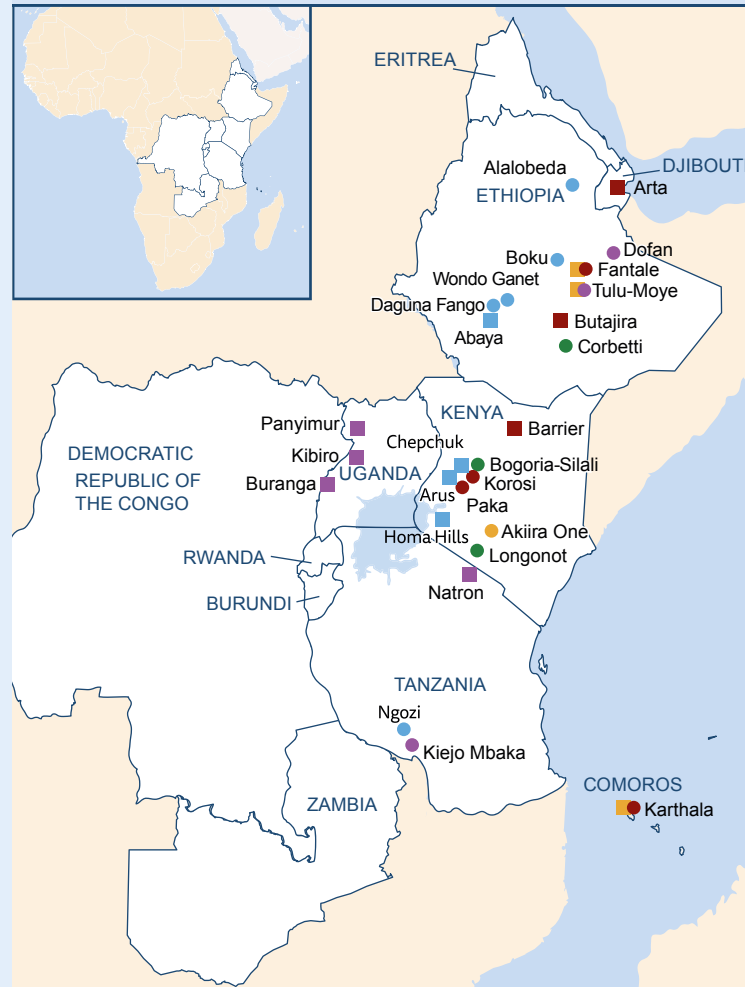 ERITREA
DJIBOUTI
Alalobeda
ETHIOPIA
Arta
Dofan
Boku
Fantale
Wondo Ganet
Tulu-Moye
Daguna Fango
Abaya
Butajira
Corbetti
KENYA
Panyimur
Barrier
Chepchuk
DEMOCRATIC
REPUBLIC OF
THE CONGO
Kibiro
Bogoria-Silali
UGANDA
Buranga
Korosi
Arus
Paka
Homa Hills
Akiira One
Longonot
RWANDA
Natron
BURUNDI
TANZANIA
Ngozi
Kiejo Mbaka
COMOROS
ZAMBIA
Karthala